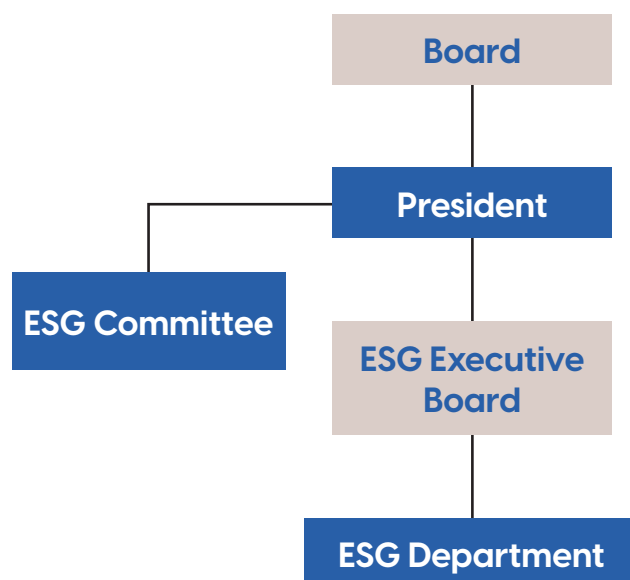 Board
President
ESG Committee
ESG Executive
Board
ESG Department